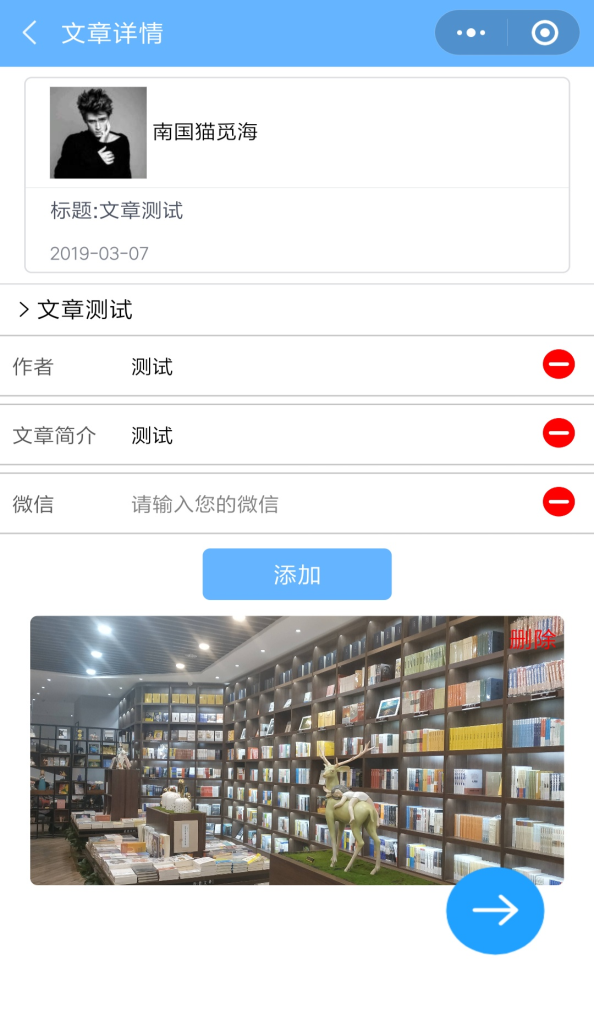 文章详情
南国猫觅海
标题:文章测试
2019-03-07
文章测试
作者 测试
文章简介 测试
微信 请输入您的微信
添加
删除